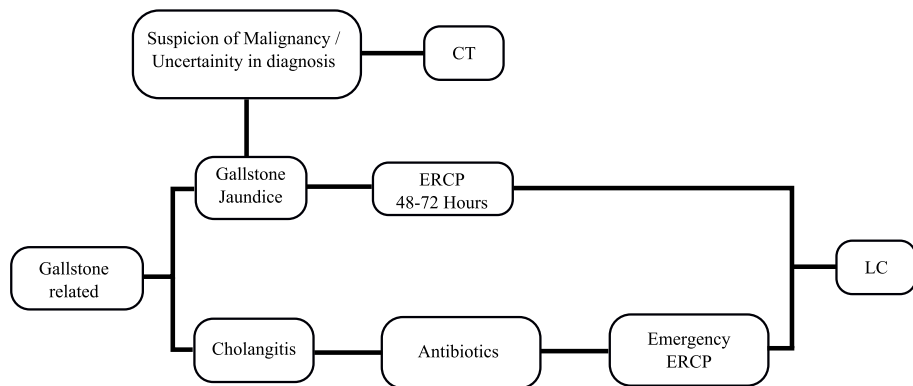 Suspicion of Malignancy /
Uncertainity in diagnosis
CT
Gallstone
Jaundice
ERCP
48-72 Hours
Gallstone
related
LC
Cholangitis
Antibiotics
Emergency
ERCP